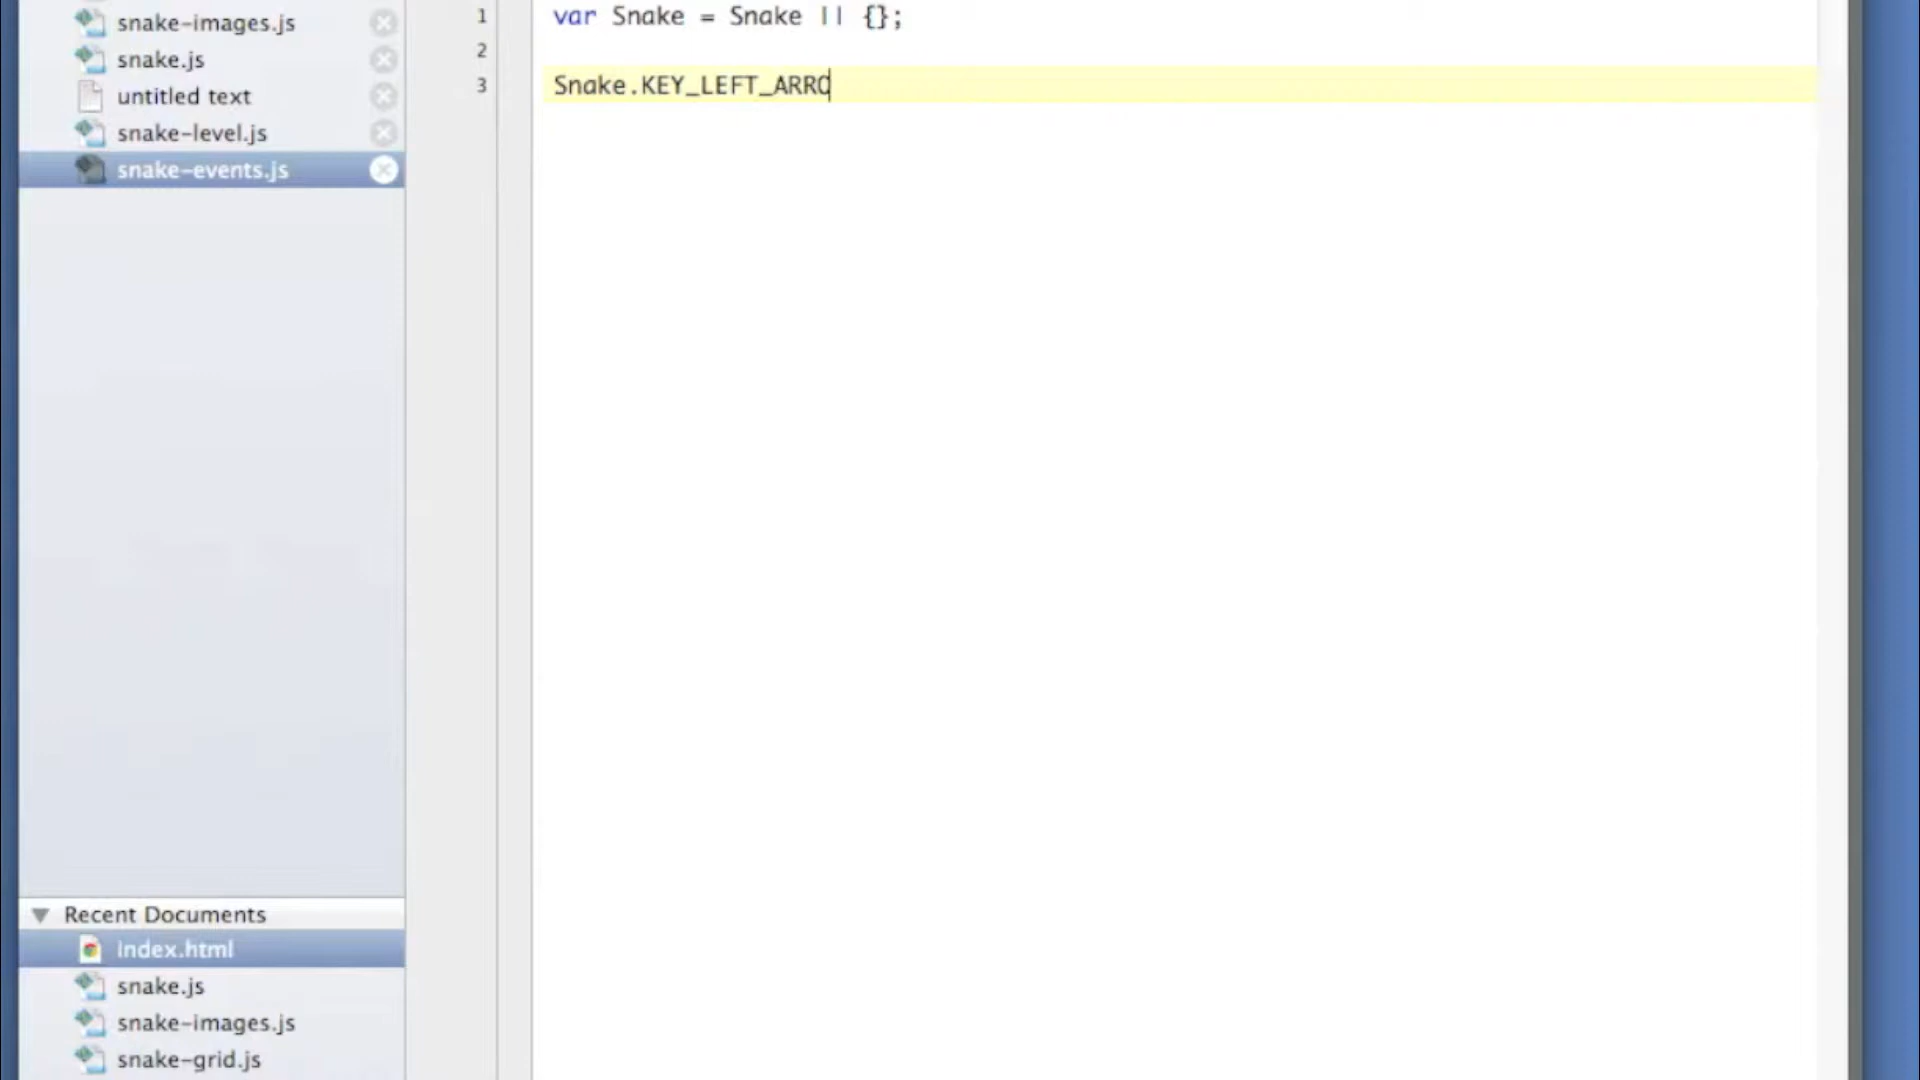 snake-images.js
snake.js
untitled text
snake-level.js
snake-events.js
Recent Documents
index.html
snake.js
snake-images.js
snake-grid.js
1 var Snake = Snake || {};
2
3 Snake.KEY_LEFT_ARRO